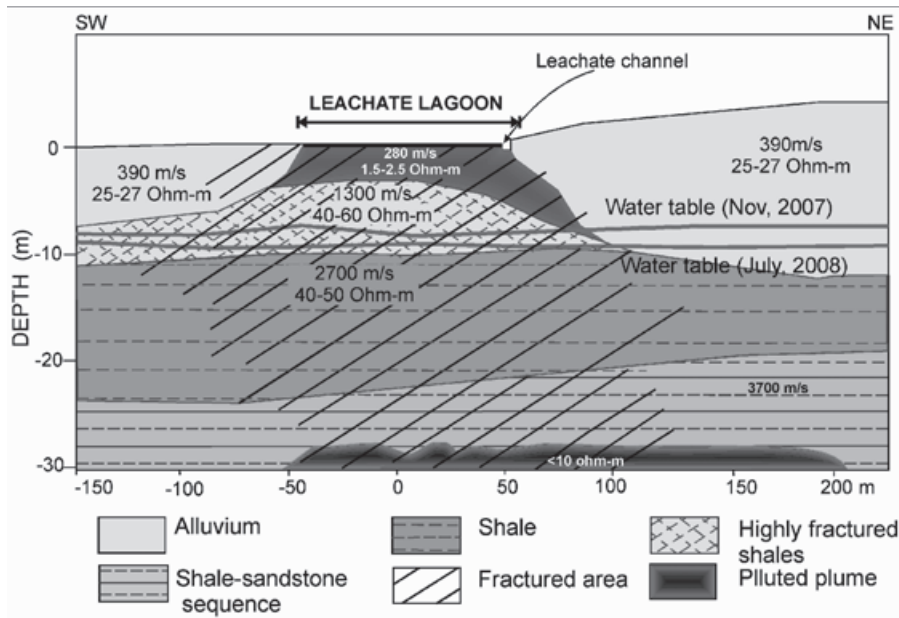 SW
NE
Leachate channel
LEACHATE LAGOON
0
280 m/s
1.5-2.5 Ohm-m
390 m/s
25-27 Ohm-m
390m/s
25-27 Ohm-m
1300 m/s
40-60 Ohm-m
Water table (Nov, 2007)
-10
Water table (July, 2008)
2700 m/s
40-50 Ohm-m
DEPTH (m)
-20
3700 m/s
-30
<10 ohm-m
-150
-100
-50
0
50
100
150
200 m
Alluvium
Shale
Highly fractured
shales
Shale-sandstone
sequence
Fractured area
Plluted plume